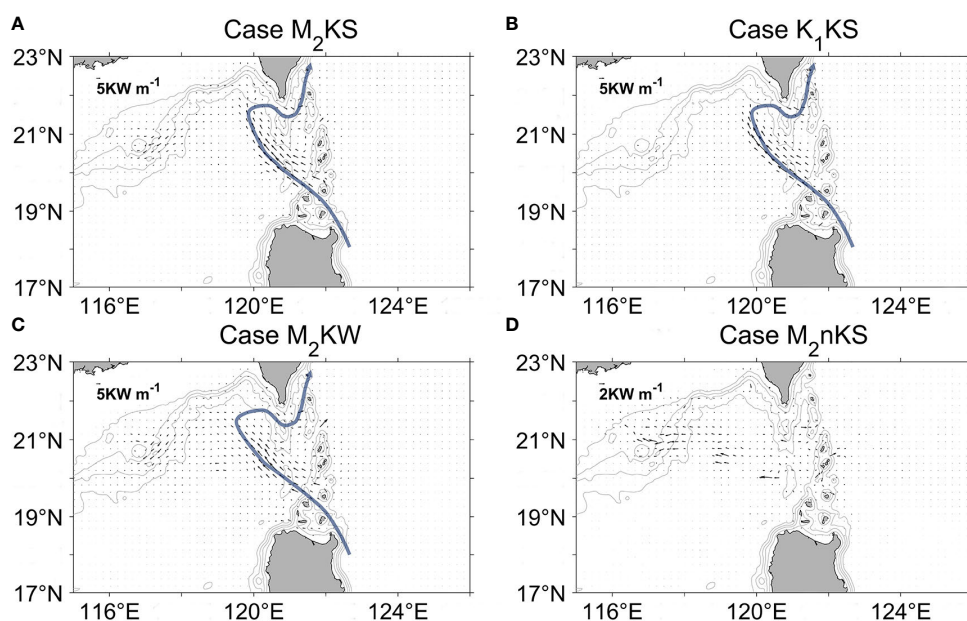 A
Case M₂KS
23°N
21°N
19°N
17°N
5KW m⁻¹
116°E 120°E 124°E
B
Case K₁KS
23°N
21°N
19°N
17°N
5KW m⁻¹
116°E 120°E 124°E
C
Case M₂KW
23°N
21°N
19°N
17°N
5KW m⁻¹
116°E 120°E 124°E
D
Case M₂nKS
23°N
21°N
19°N
17°N
2KW m⁻¹
116°E 120°E 124°E